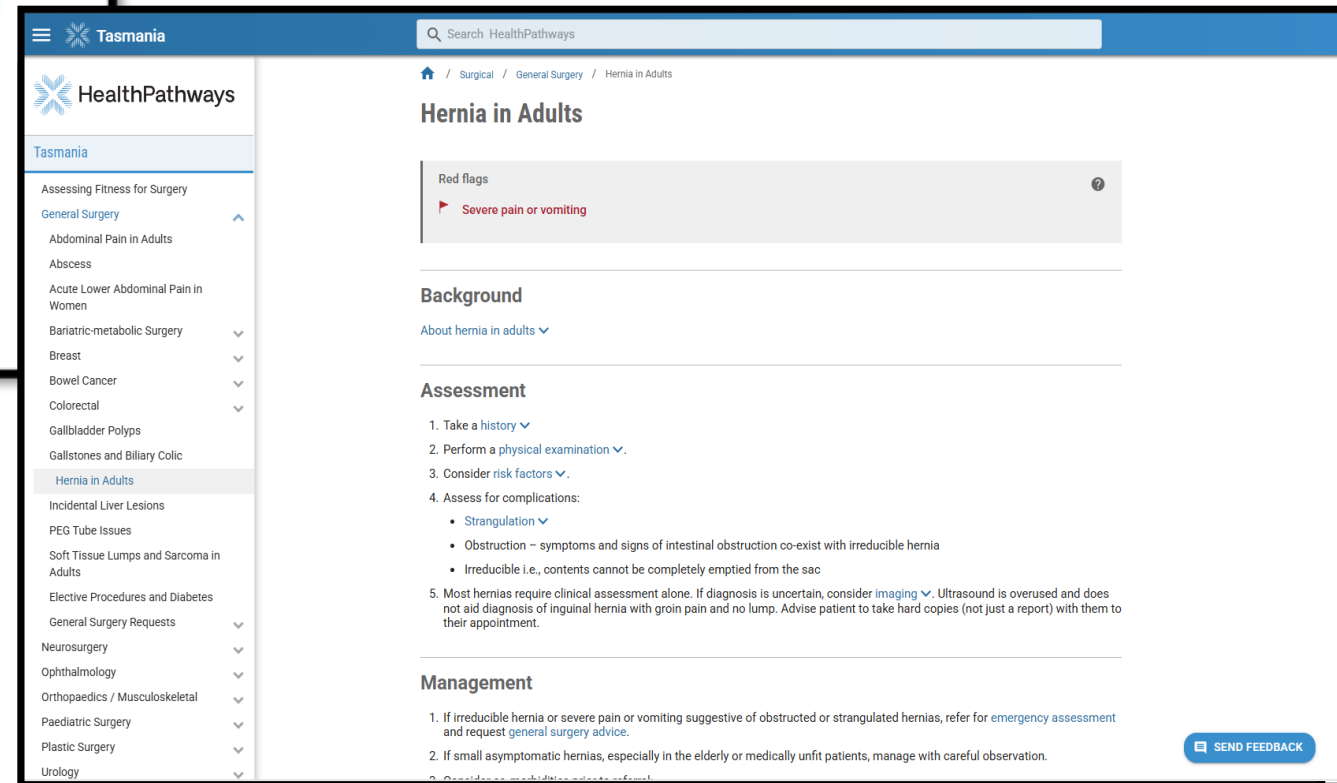 Tasmania
Search HealthPathways
HealthPathways
Tasmania
Assessing Fitness for Surgery
General Surgery
Abdominal Pain in Adults
Abscess
Acute Lower Abdominal Pain in
Women
Bariatric-metabolic Surgery
Breast
Bowel Cancer
Colorectal
Gallbladder Polyps
Gallstones and Biliary Colic
Hernia in Adults
Incidental Liver Lesions
PEG Tube Issues
Soft Tissue Lumps and Sarcoma in
Adults
Elective Procedures and Diabetes
General Surgery Requests
Neurosurgery
Ophthalmology
Orthopaedics / Musculoskeletal
Paediatric Surgery
Plastic Surgery
Urology
/ Surgical / General Surgery / Hernia in Adults
Hernia in Adults
Red flags
?
Severe pain or vomiting
Background
About hernia in adults
Assessment
1. Take a history
2. Perform a physical examination .
3. Consider risk factors .
4. Assess for complications:
• Strangulation
• Obstruction – symptoms and signs of intestinal obstruction co-exist with irreducible hernia
• Irreducible i.e., contents cannot be completely emptied from the sac
5. Most hernias require clinical assessment alone. If diagnosis is uncertain, consider imaging . Ultrasound is overused and does
not aid diagnosis of inguinal hernia with groin pain and no lump. Advise patient to take hard copies (not just a report) with them to
their appointment.
Management
1. If irreducible hernia or severe pain or vomiting suggestive of obstructed or strangulated hernias, refer for emergency assessment
and request general surgery advice.
2. If small asymptomatic hernias, especially in the elderly or medically unfit patients, manage with careful observation.
3. Consider co-morbidities prior to referral:
SEND FEEDBACK